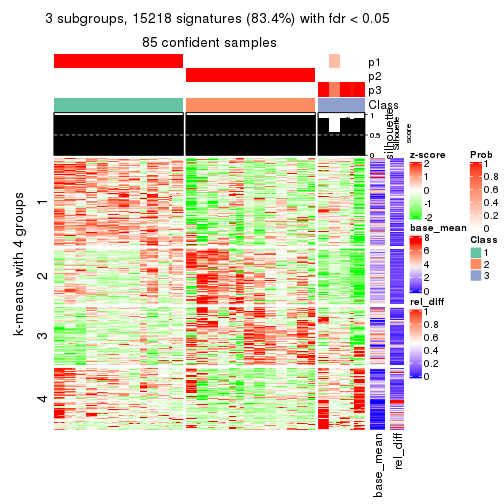 3 subgroups, 15218 signatures (83.4%) with fdr < 0.05
85 confident samples
p1
p2
p3
Class
1
0.5
0
silhouette
Silhouette
score
k-means with 4 groups
1
2
3
4
base_mean
rel_diff
z-score
2
1
0
-1
-2
base_mean
8
6
4
2
0
rel_diff
1
0.8
0.6
0.4
0.2
0
Prob
1
0.8
0.6
0.4
0.2
0
Class
1
2
3